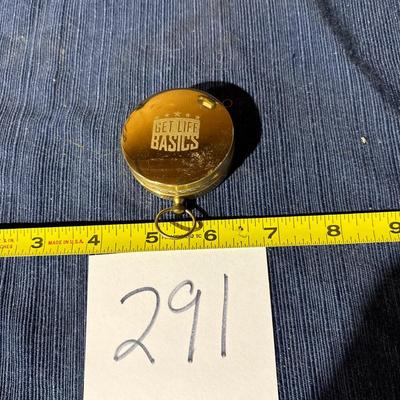 GET LIFE
BASICS
3 MADE IN U.S.A. 4 5 6 7 8 9
291